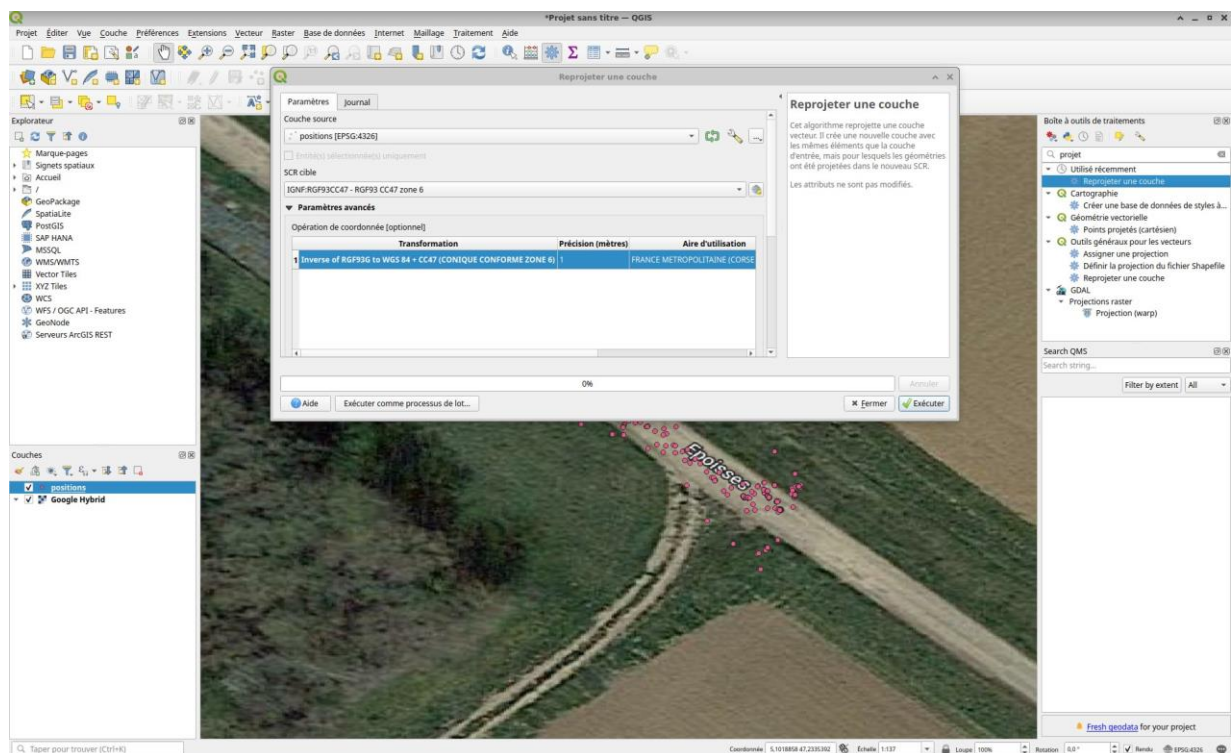 *Projet sans titre — QGIS
Projet Éditer Vue Couche Préférences Extensions Vecteur Raster Base de données Internet Maillage Traitement Aide
Reprojeter une couche
Paramètres Journal
Couche source
positions [EPSG:4326]
Entité(s) sélectionnée(s) uniquement
SCR cible
IGNF:RGF93CC47 - RGF93 CC47 zone 6
Paramètres avancés
Opération de coordonnée [optionnel]
Transformation Précision (mètres) Aire d'utilisation
1 Inverse of RGF93G to WGS 84 + CC47 (CONIQUE CONFORME ZONE 6) 1 FRANCE METROPOLITAINE (CORSE
0% Annuler
Aide Exécuter comme processus de lot... Fermer Exécuter
Reprojeter une couche
Cet algorithme reprojette une couche
vecteur. Il crée une nouvelle couche avec
les mêmes éléments que la couche
d'entrée, mais pour lesquels les géométries
ont été projetées dans le nouveau SCR.
Les attributs ne sont pas modifiés.
Explorateur
Marque-pages
Signets spatiaux
Accueil
/
GeoPackage
SpatiaLite
PostGIS
SAP HANA
MSSQL
WMS/WMTS
Vector Tiles
XYZ Tiles
WCS
WFS / OGC API - Features
GeoNode
Serveurs ArcGIS REST
Couches
positions
Google Hybrid
Epoisses
Boîte à outils de traitements
projet
Utilisé récemment
Reprojeter une couche
Cartographie
Créer une base de données de styles à...
Géométrie vectorielle
Points projetés (cartésien)
Outils généraux pour les vecteurs
Assigner une projection
Définir la projection du fichier Shapefile
Reprojeter une couche
GDAL
Projections raster
Projection (warp)
Search QMS
Search string...
Filter by extent All
Fresh geodata for your project
Taper pour trouver (Ctrl+K) Coordonnée 5.1018858 47.2335392 Échelle 1:137 Loupe 100% Rotation 0,0 ° Rendu EPSG:4326